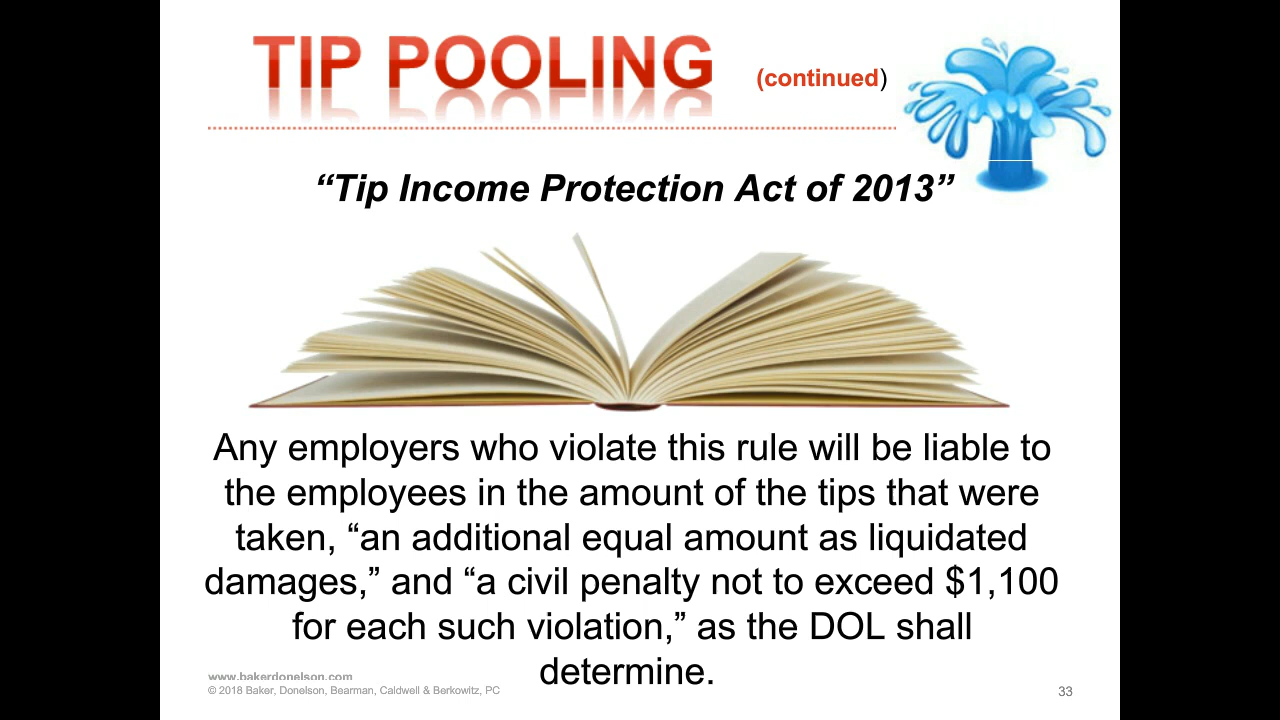 TIP POOLING (continued)
“Tip Income Protection Act of 2013”
Any employers who violate this rule will be liable to
the employees in the amount of the tips that were
taken, “an additional equal amount as liquidated
damages,” and “a civil penalty not to exceed $1,100
for each such violation,” as the DOL shall
determine.
www.bakerdonelson.com
© 2018 Baker, Donelson, Bearman, Caldwell & Berkowitz, PC
33